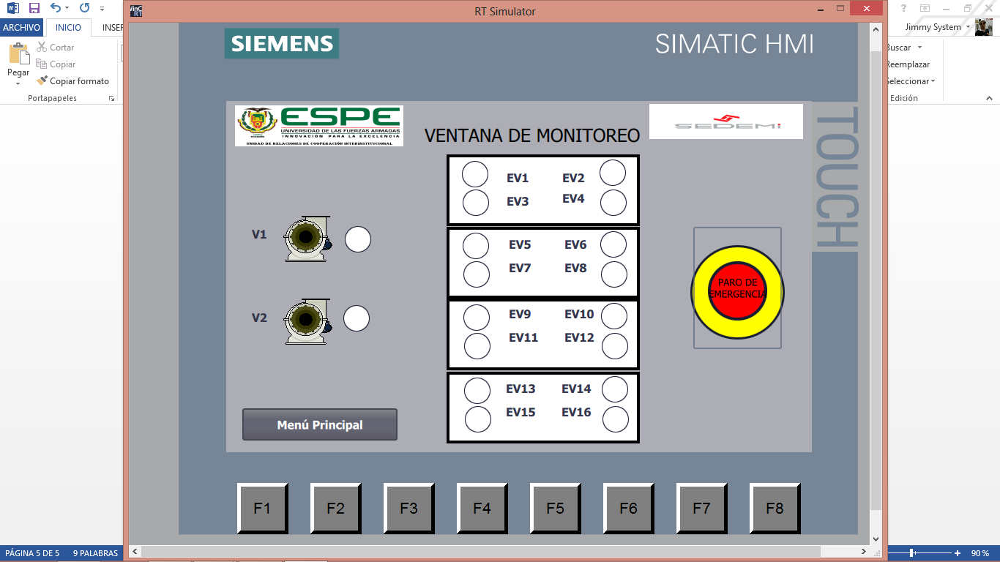 RT Simulator
WinC
RT
ARCHIVO
INICIO
INSER
Jimmy System
Pegar
Cortar
Copiar
Copiar formato
Portapapeles
Buscar
Reemplazar
Seleccionar
Edición
SIEMENS
SIMATIC HMI
TOUCH
ESPE
UNIVERSIDAD DE LAS FUERZAS ARMADAS
INNOVACIÓN PARA LA EXCELENCIA
UNIDAD DE RELACIONES DE COOPERACIÓN INTERINSTITUCIONAL
VENTANA DE MONITOREO
SEDEMI
EV1 EV2
EV3 EV4
EV5 EV6
EV7 EV8
EV9 EV10
EV11 EV12
EV13 EV14
EV15 EV16
V1
V2
PARO DE
EMERGENCIA
Menú Principal
F1 F2 F3 F4 F5 F6 F7 F8
PÁGINA 5 DE 5 9 PALABRAS
90 %